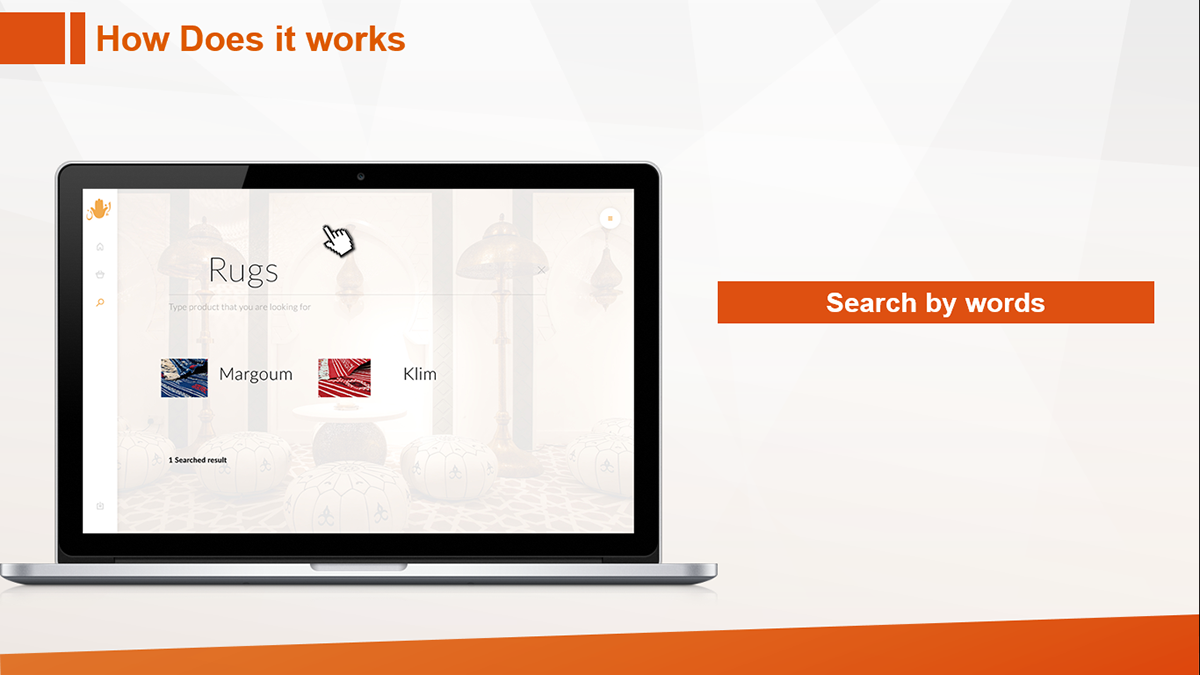 How Does it works
Rugs
Type product that you are looking for
Margoum
Klim
1 Searched result
Search by words